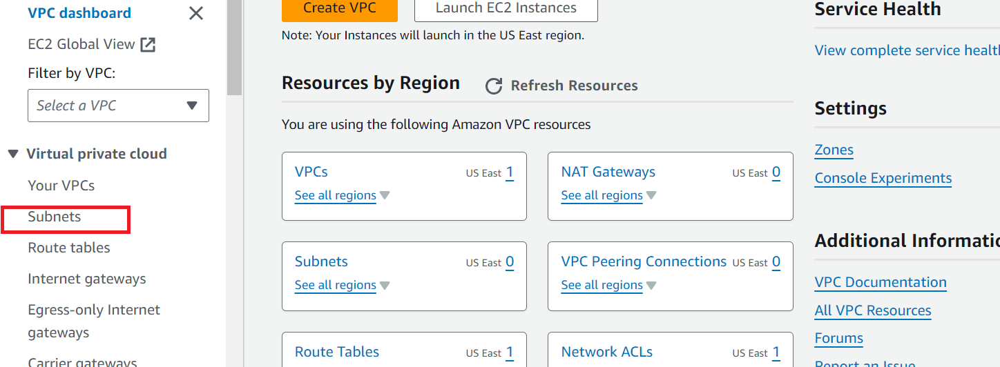 VPC dashboard
EC2 Global View
Filter by VPC:
Select a VPC
Virtual private cloud
Your VPCs
Subnets
Route tables
Internet gateways
Egress-only Internet
gateways
Carrier gateways
Create VPC
Launch EC2 Instances
Note: Your Instances will launch in the US East region.
Resources by Region
Refresh Resources
You are using the following Amazon VPC resources
VPCs
US East 1
See all regions
NAT Gateways
US East 0
See all regions
Subnets
US East 0
See all regions
VPC Peering Connections
US East 0
See all regions
Route Tables
US East 1
Network ACLs
US East 1
Service Health
View complete service healt
Settings
Zones
Console Experiments
Additional Informatio
VPC Documentation
All VPC Resources
Forums
Report an Issue